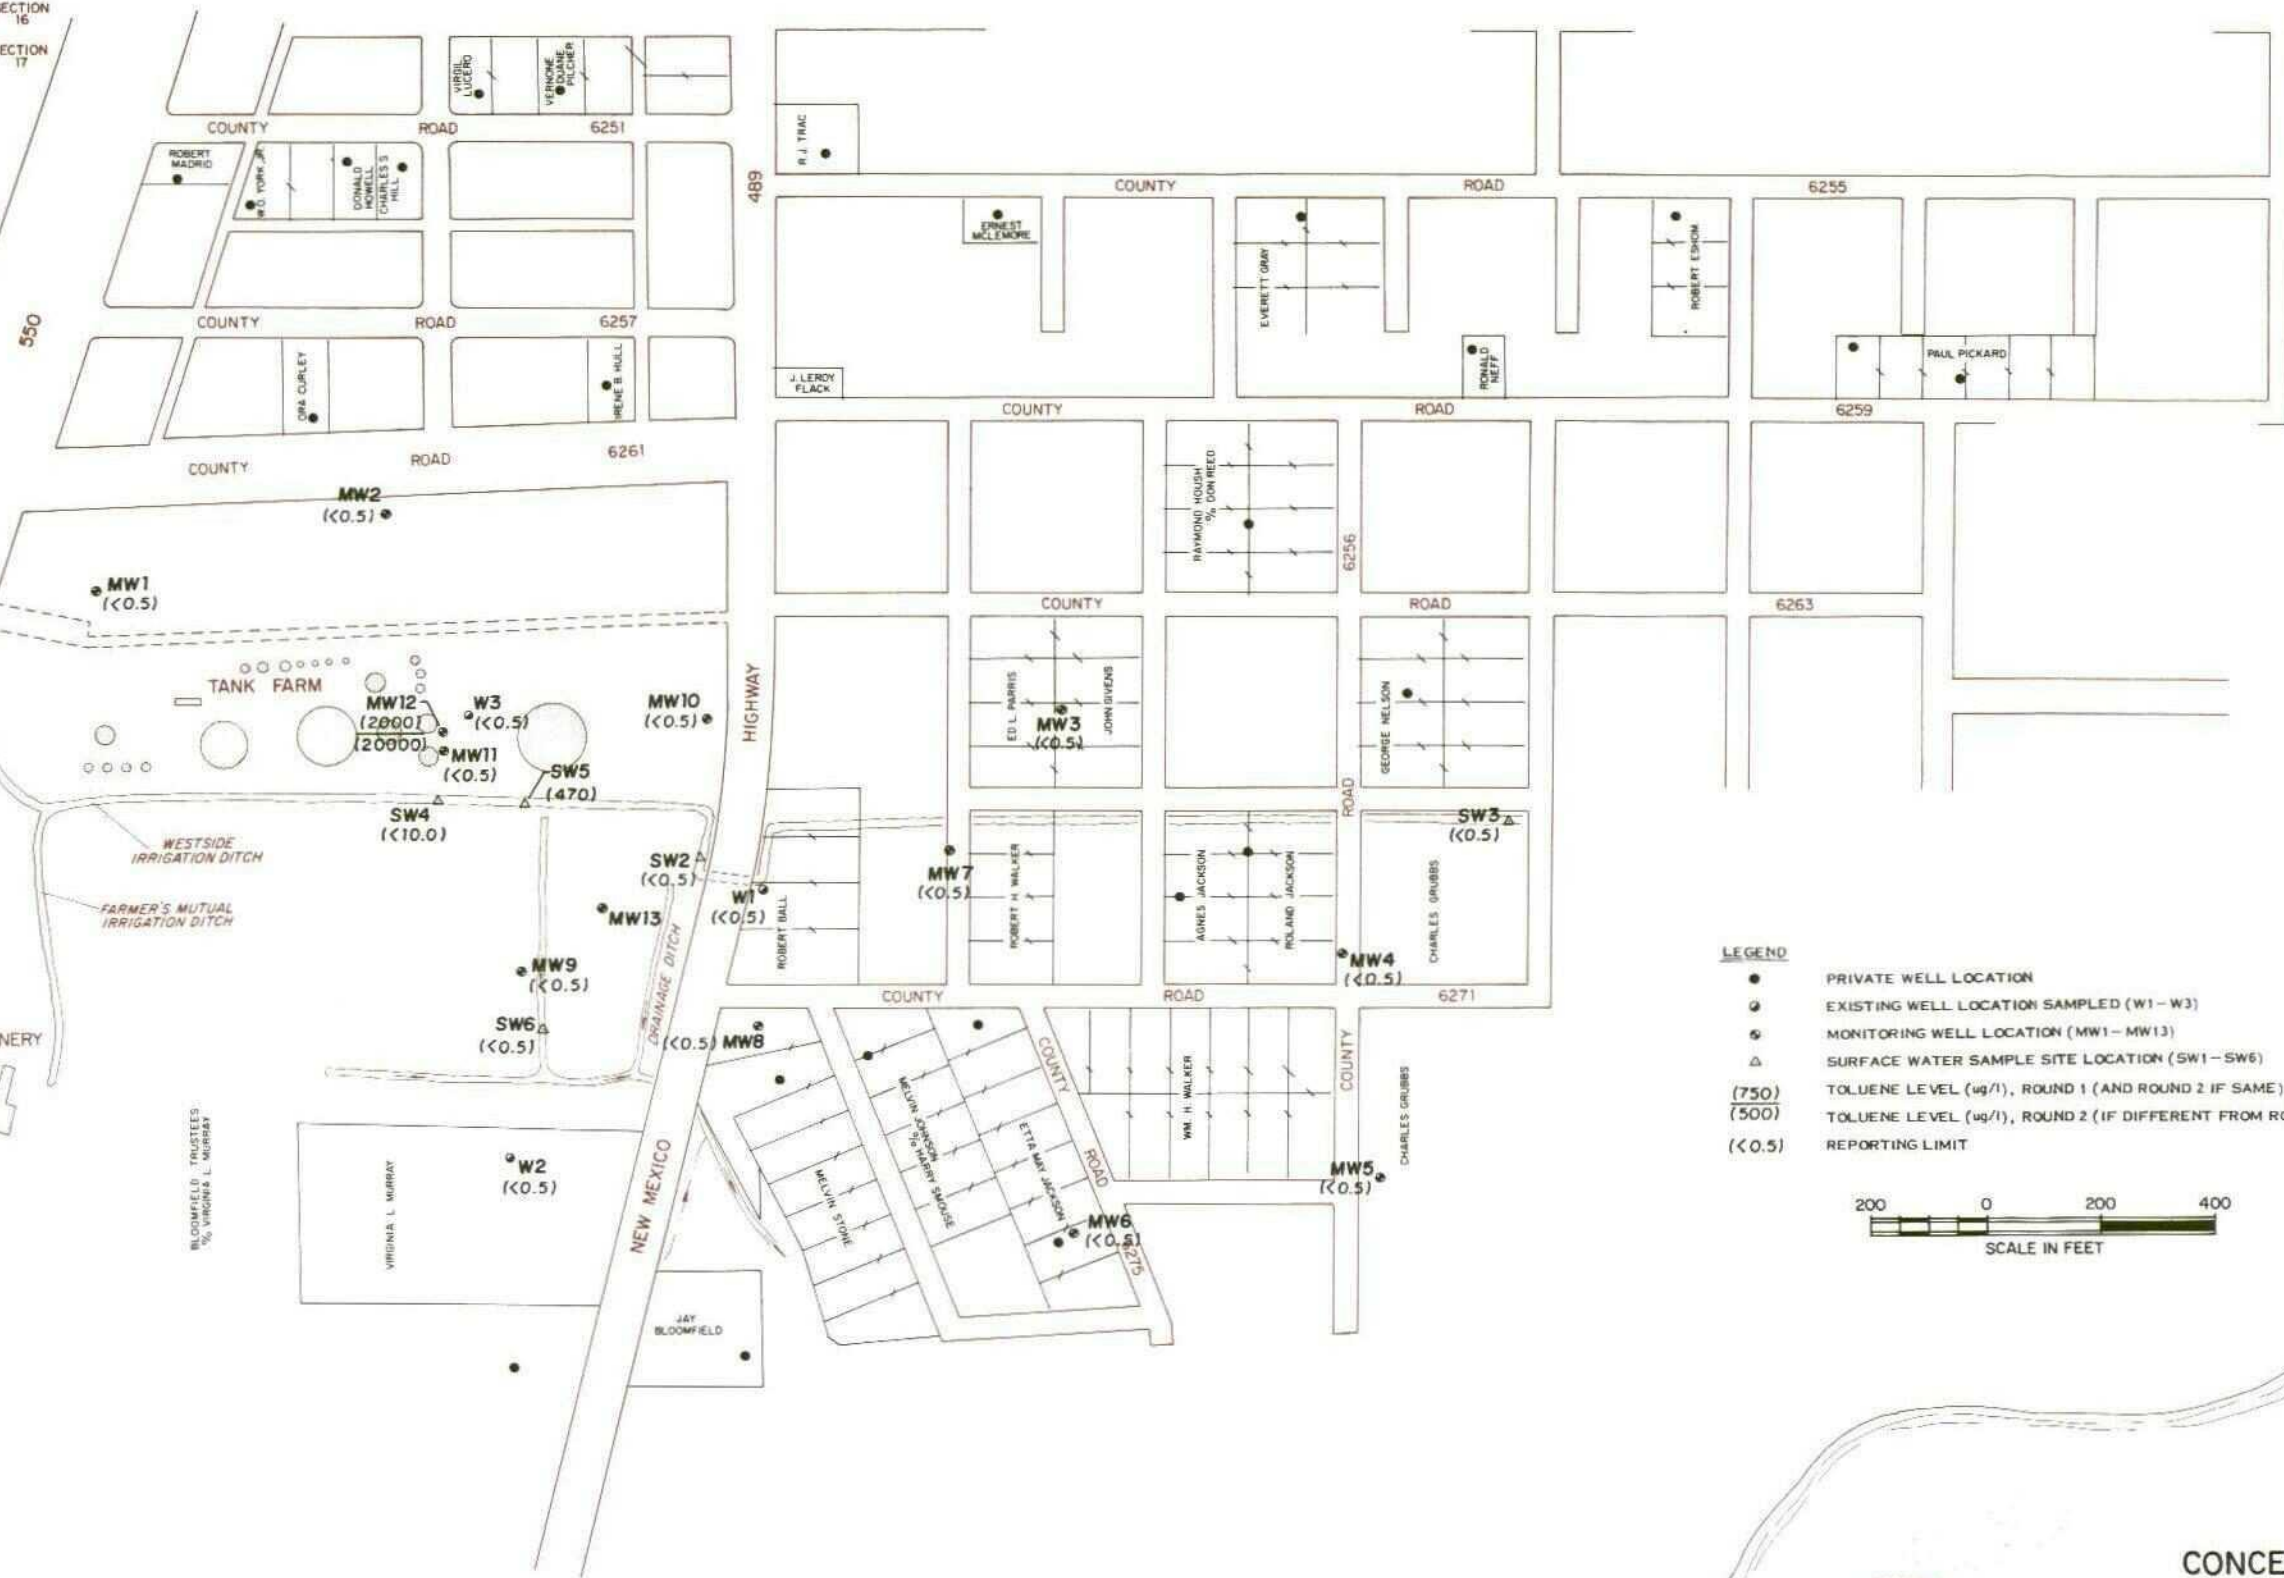 ECTION
16
ECTION
17
VIRGIL
LUCERO
VERNONE
DUANE
PILCHER
COUNTY ROAD 6251
ROBERT
MADRID
W.O. YORK, JR.
DONALD
HOWELL
CHARLES S
HILL
R.J. TRAC
489
COUNTY ROAD 6255
ERNEST
MCLEMORE
EVERETT GRAY
ROBERT ESHOM
550
COUNTY ROAD 6257
ORA CURLEY
IRENE B. HULL
J. LEROY
FLACK
RONALD
NEFF
PAUL PICKARD
COUNTY ROAD 6259
COUNTY ROAD 6261
MW2
(<0.5)
RAYMOND HOUSH
% DON REED
6256
MW1
(<0.5)
COUNTY ROAD 6263
TANK FARM
MW12
(2000)
(20000)
W3
(<0.5)
MW10
(<0.5)
HIGHWAY
ED L. PARRIS
MW3
(<0.5)
JOHN GIVENS
GEORGE NELSON
MW11
(<0.5)
SW5
(470)
SW4
(<10.0)
ROAD
SW3
(<0.5)
WESTSIDE
IRRIGATION DITCH
SW2
(<0.5)
W1
(<0.5)
ROBERT BALL
MW7
(<0.5)
ROBERT H. WALKER
AGNES JACKSON
ROLAND JACKSON
CHARLES GRUBBS
FARMER'S MUTUAL
IRRIGATION DITCH
MW13
DRAINAGE DITCH
MW9
(<0.5)
MW4
(<0.5)
COUNTY ROAD 6271
SW6
(<0.5)
NERY
(<0.5) MW8
COUNTY
ROAD
6275
COUNTY
MELVIN JOHNSON
% HARRY SMOUSE
ETTA MAY JACKSON
MELVIN STONE
WM. H. WALKER
CHARLES GRUBBS
MW5
(<0.5)
MW6
(<0.5)
BLOOMFIELD TRUSTEES
% VIRGINIA L. MURRAY
VIRGINIA L. MURRAY
W2
(<0.5)
NEW MEXICO
JAY
BLOOMFIELD
LEGEND
PRIVATE WELL LOCATION
EXISTING WELL LOCATION SAMPLED (W1-W3)
MONITORING WELL LOCATION (MW1-MW13)
SURFACE WATER SAMPLE SITE LOCATION (SW1-SW6)
(750) TOLUENE LEVEL (ug/l), ROUND 1 (AND ROUND 2 IF SAME)
(500) TOLUENE LEVEL (ug/l), ROUND 2 (IF DIFFERENT FROM RO
(<0.5) REPORTING LIMIT
200 0 200 400
SCALE IN FEET
CONCE